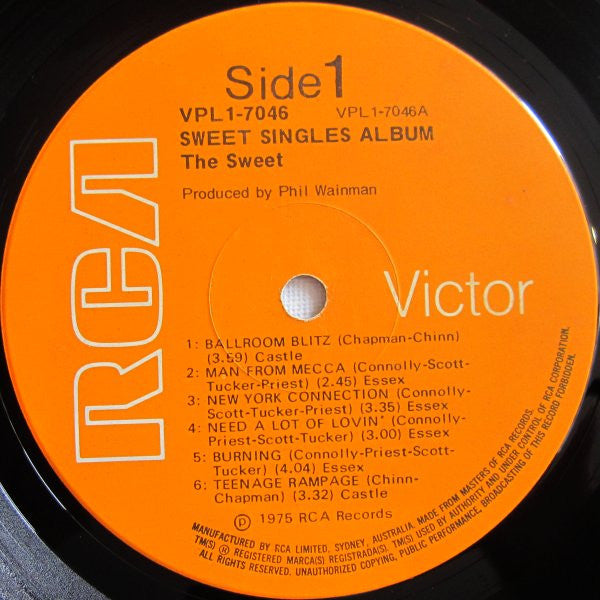 Side 1
VPL1-7046 VPL1-7046A
SWEET SINGLES ALBUM
The Sweet
Produced by Phil Wainman
RCA
Victor
1: BALLROOM BLITZ (Chapman-Chinn)
(3.59) Castle
2: MAN FROM MECCA (Connolly-Scott-
Tucker-Priest) (2.45) Essex
3: NEW YORK CONNECTION (Connolly-
Scott-Tucker-Priest) (3.35) Essex
4: NEED A LOT OF LOVIN' (Connolly-
Priest-Scott-Tucker) (3.00) Essex
5: BURNING (Connolly-Priest-Scott-
Tucker) (4.04) Essex
6: TEENAGE RAMPAGE (Chinn-
Chapman) (3.32) Castle
℗ 1975 RCA Records
MANUFACTURED BY RCA LIMITED, SYDNEY, AUSTRALIA. MADE FROM MASTERS OF RCA RECORDS.
TM(S) ® REGISTERED MARCA(S) REGISTRADA(S). TM(S) USED BY AUTHORITY AND UNDER CONTROL OF RCA CORPORATION.
ALL RIGHTS RESERVED. UNAUTHORIZED COPYING, PUBLIC PERFORMANCE, BROADCASTING OF THIS RECORD FORBIDDEN.